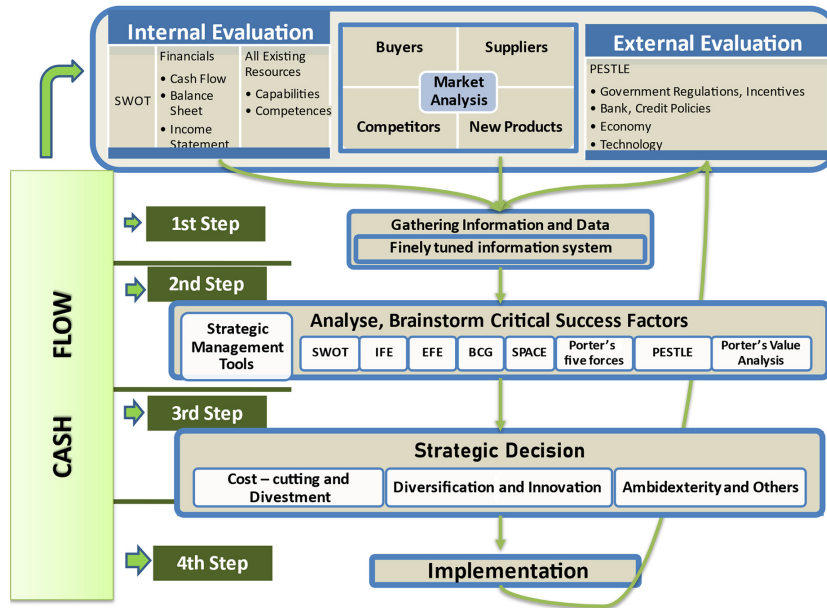 Internal Evaluation
SWOT
Financials
• Cash Flow
• Balance
Sheet
• Income
Statement
All Existing
Resources
• Capabilities
• Competences
Buyers
Suppliers
Market
Analysis
Competitors
New Products
External Evaluation
PESTLE
• Government Regulations, Incentives
• Bank, Credit Policies
• Economy
• Technology
CASH FLOW
1st Step
Gathering Information and Data
Finely tuned information system
2nd Step
Analyse, Brainstorm Critical Success Factors
Strategic
Management
Tools
SWOT
IFE
EFE
BCG
SPACE
Porter's
five forces
PESTLE
Porter's Value
Analysis
3rd Step
Strategic Decision
Cost – cutting and
Divestment
Diversification and Innovation
Ambidexterity and Others
4th Step
Implementation